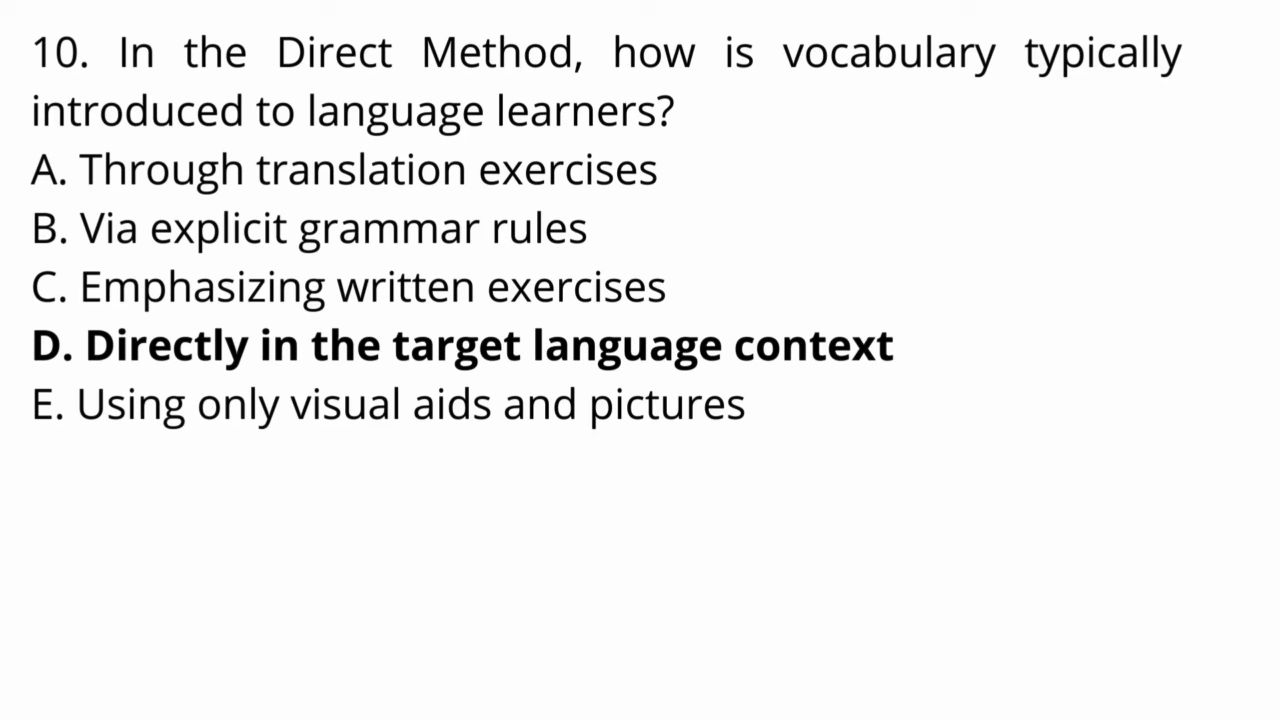 10. In the Direct Method, how is vocabulary typically
introduced to language learners?
A. Through translation exercises
B. Via explicit grammar rules
C. Emphasizing written exercises
D. Directly in the target language context
E. Using only visual aids and pictures